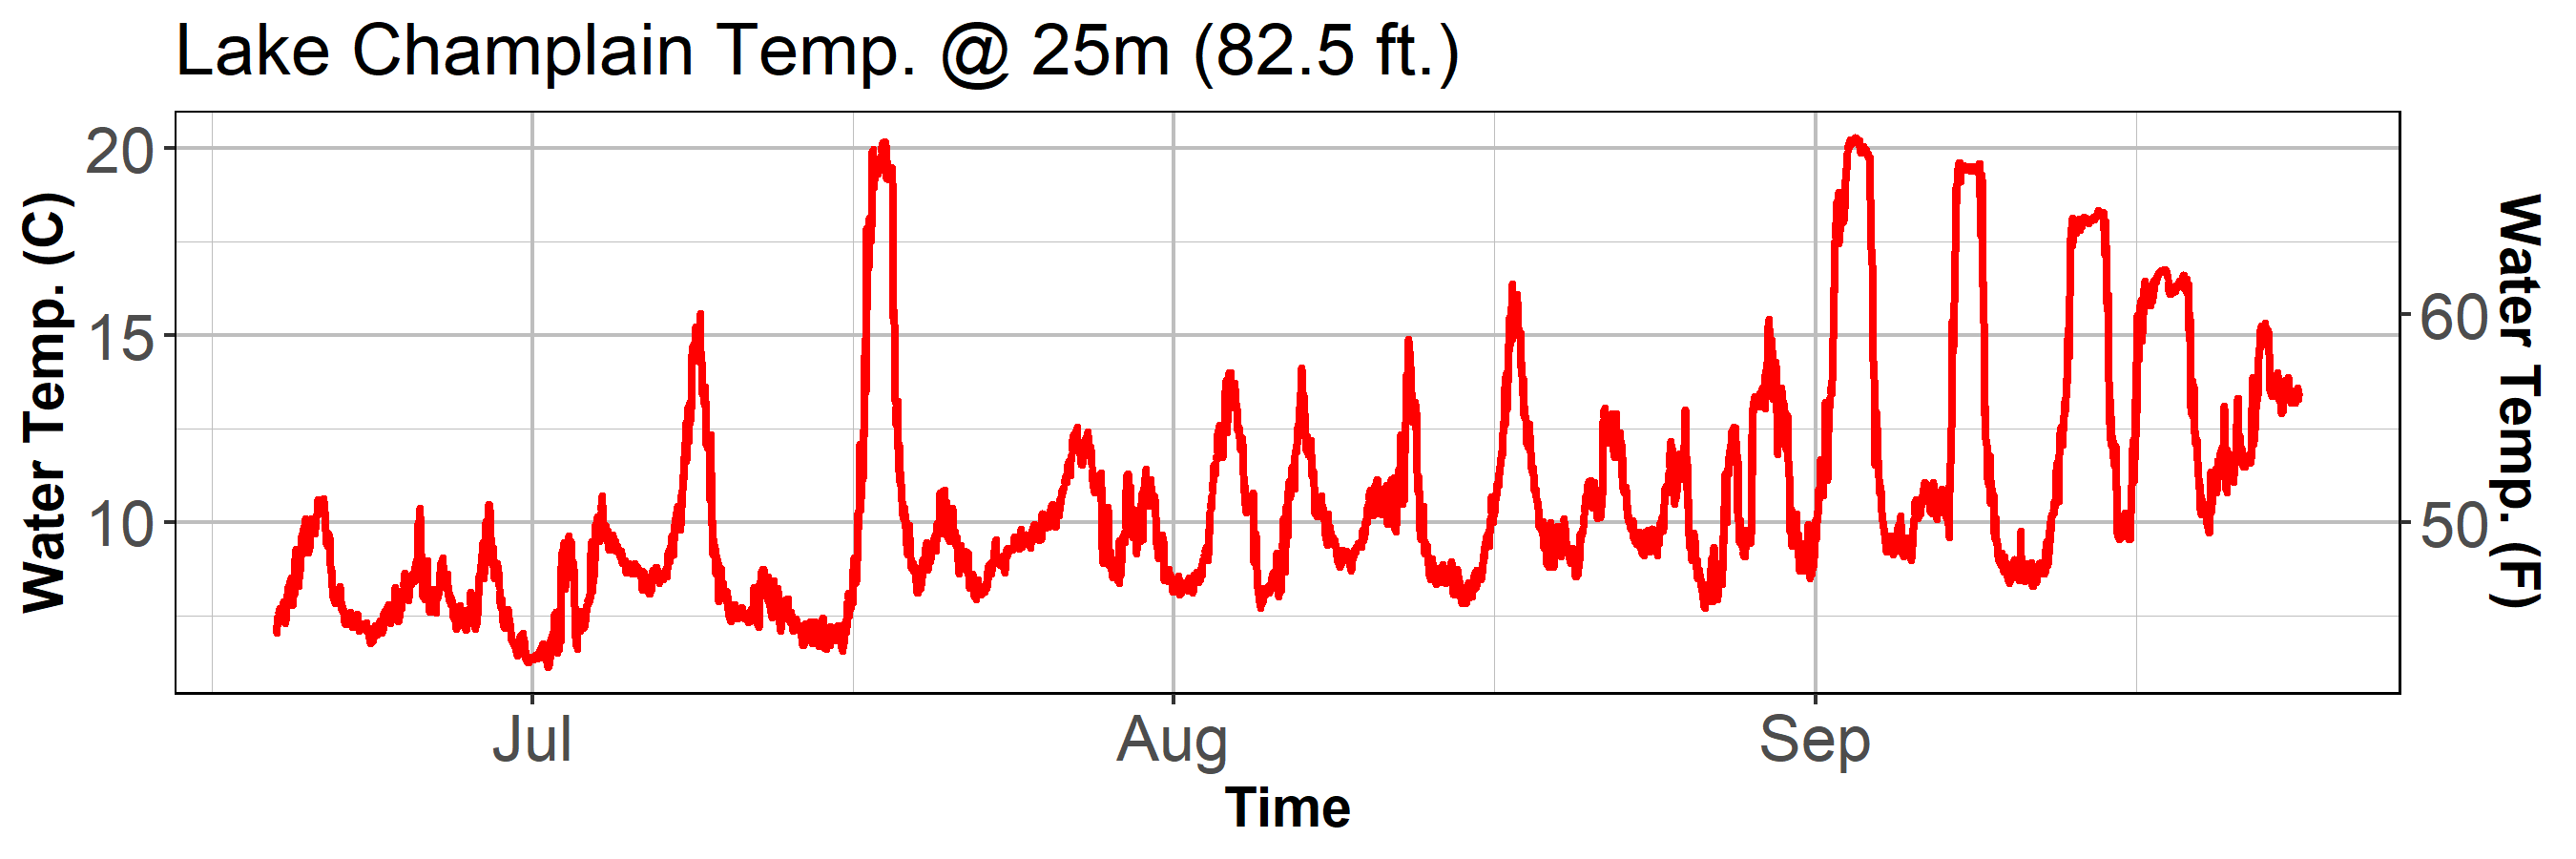 Lake Champlain Temp. @ 25m (82.5 ft.)
20
15
10
Water Temp. (C)
60
50
Water Temp. (F)
Jul Aug Sep
Time